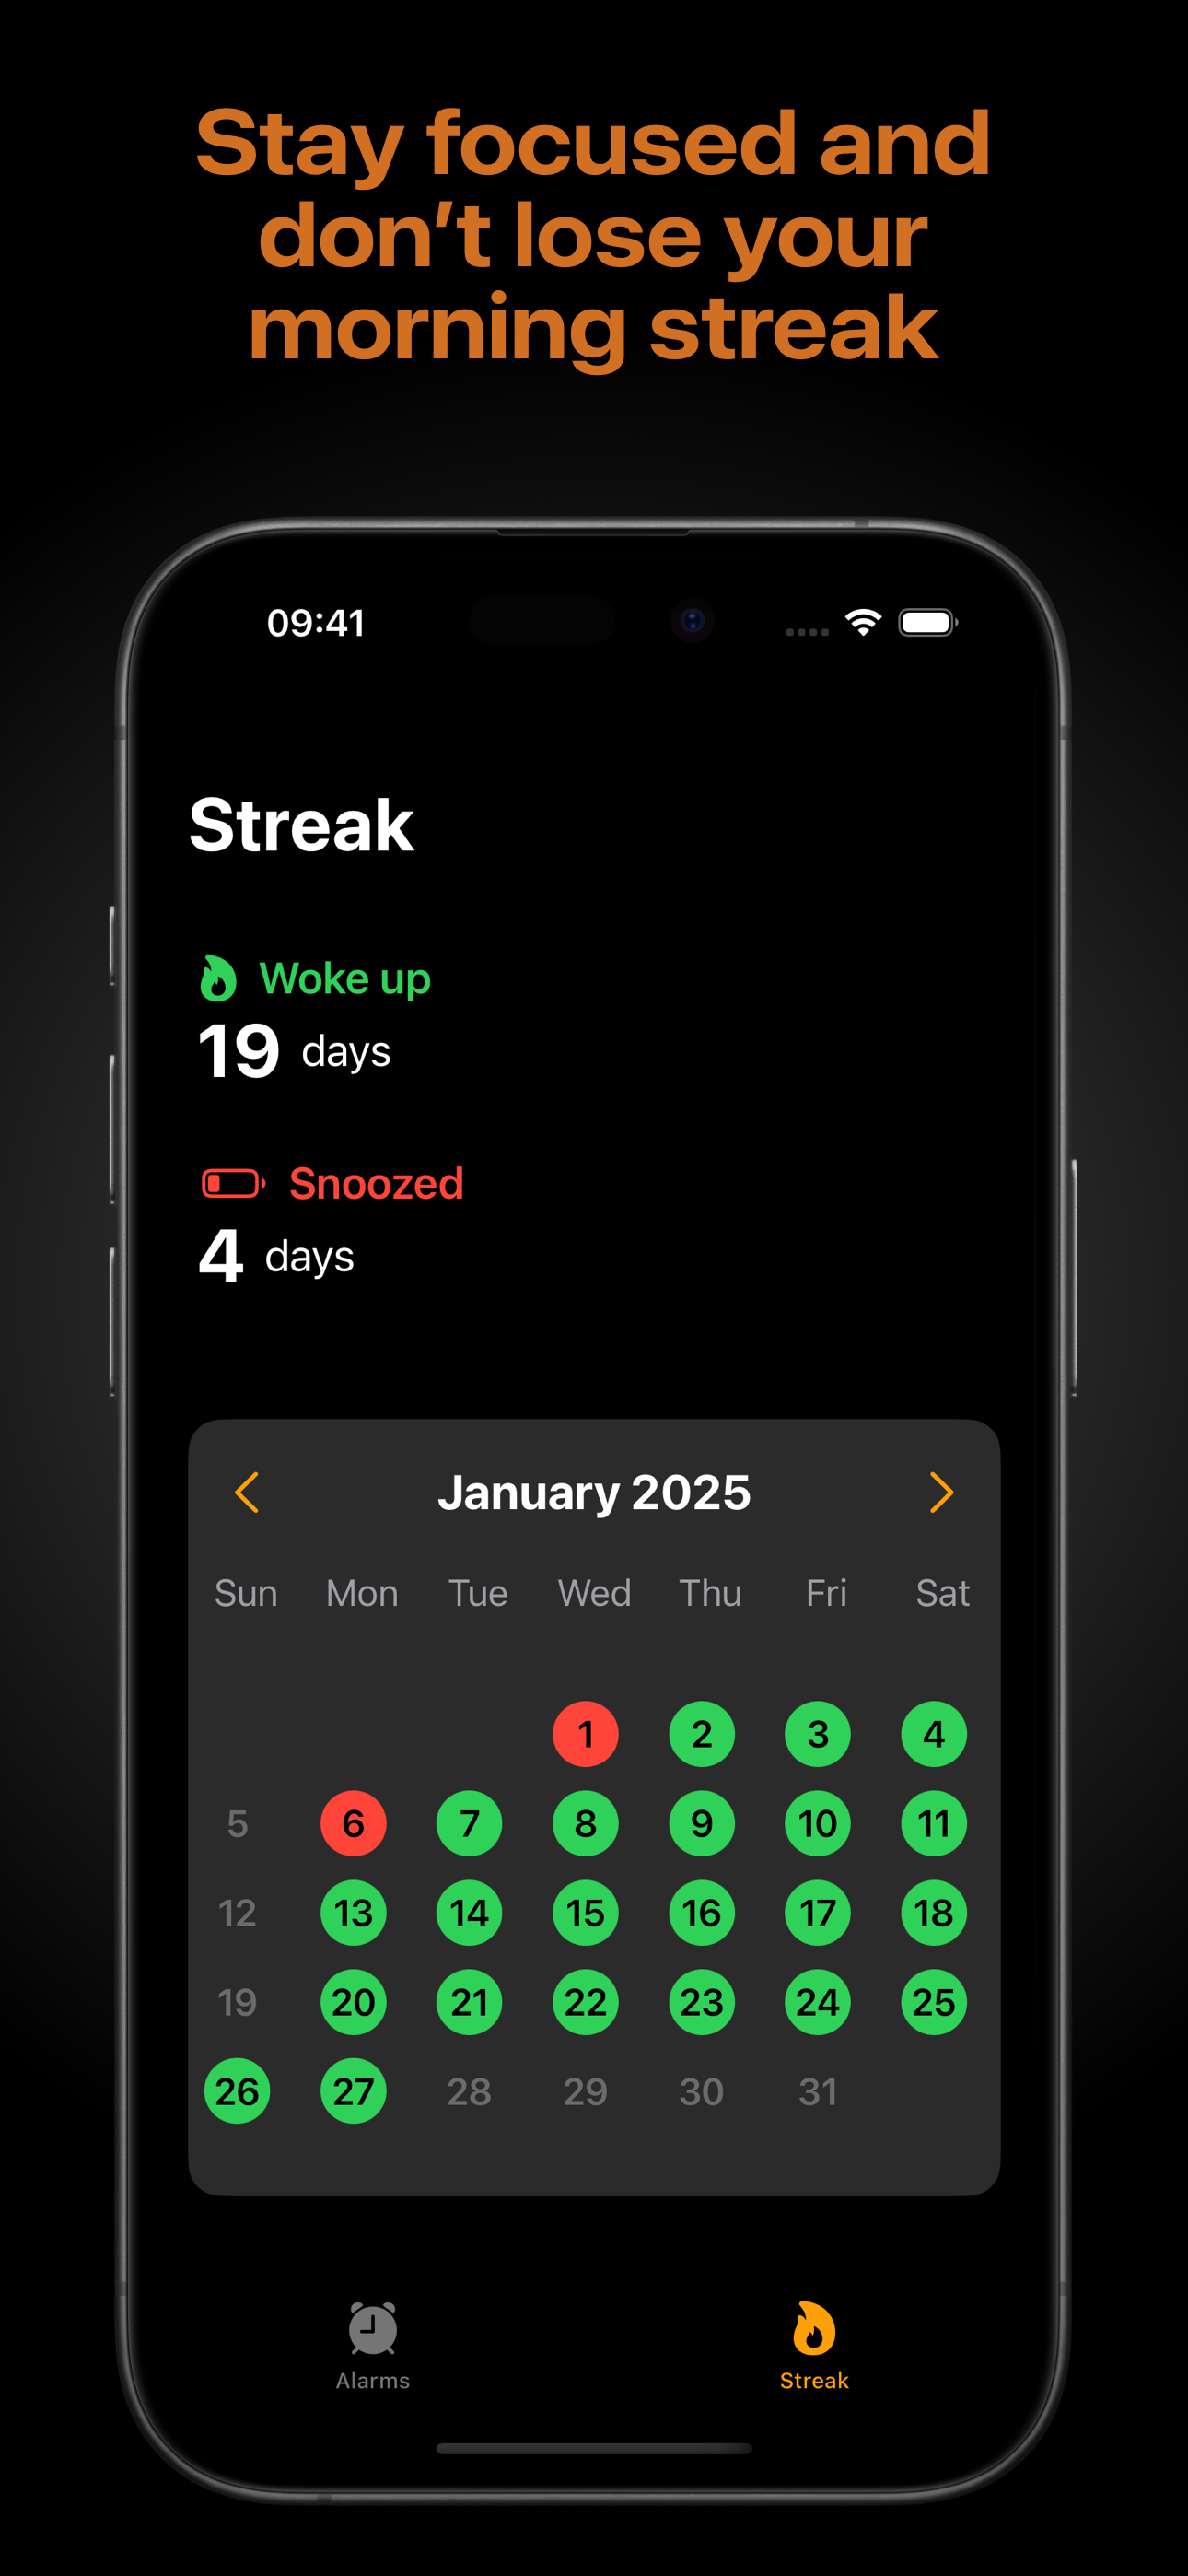 Stay focused and
don’t lose your
morning streak
09:41
Streak
Woke up
19 days
Snoozed
4 days
January 2025
Sun Mon Tue Wed Thu Fri Sat
1 2 3 4
5 6 7 8 9 10 11
12 13 14 15 16 17 18
19 20 21 22 23 24 25
26 27 28 29 30 31
Alarms Streak